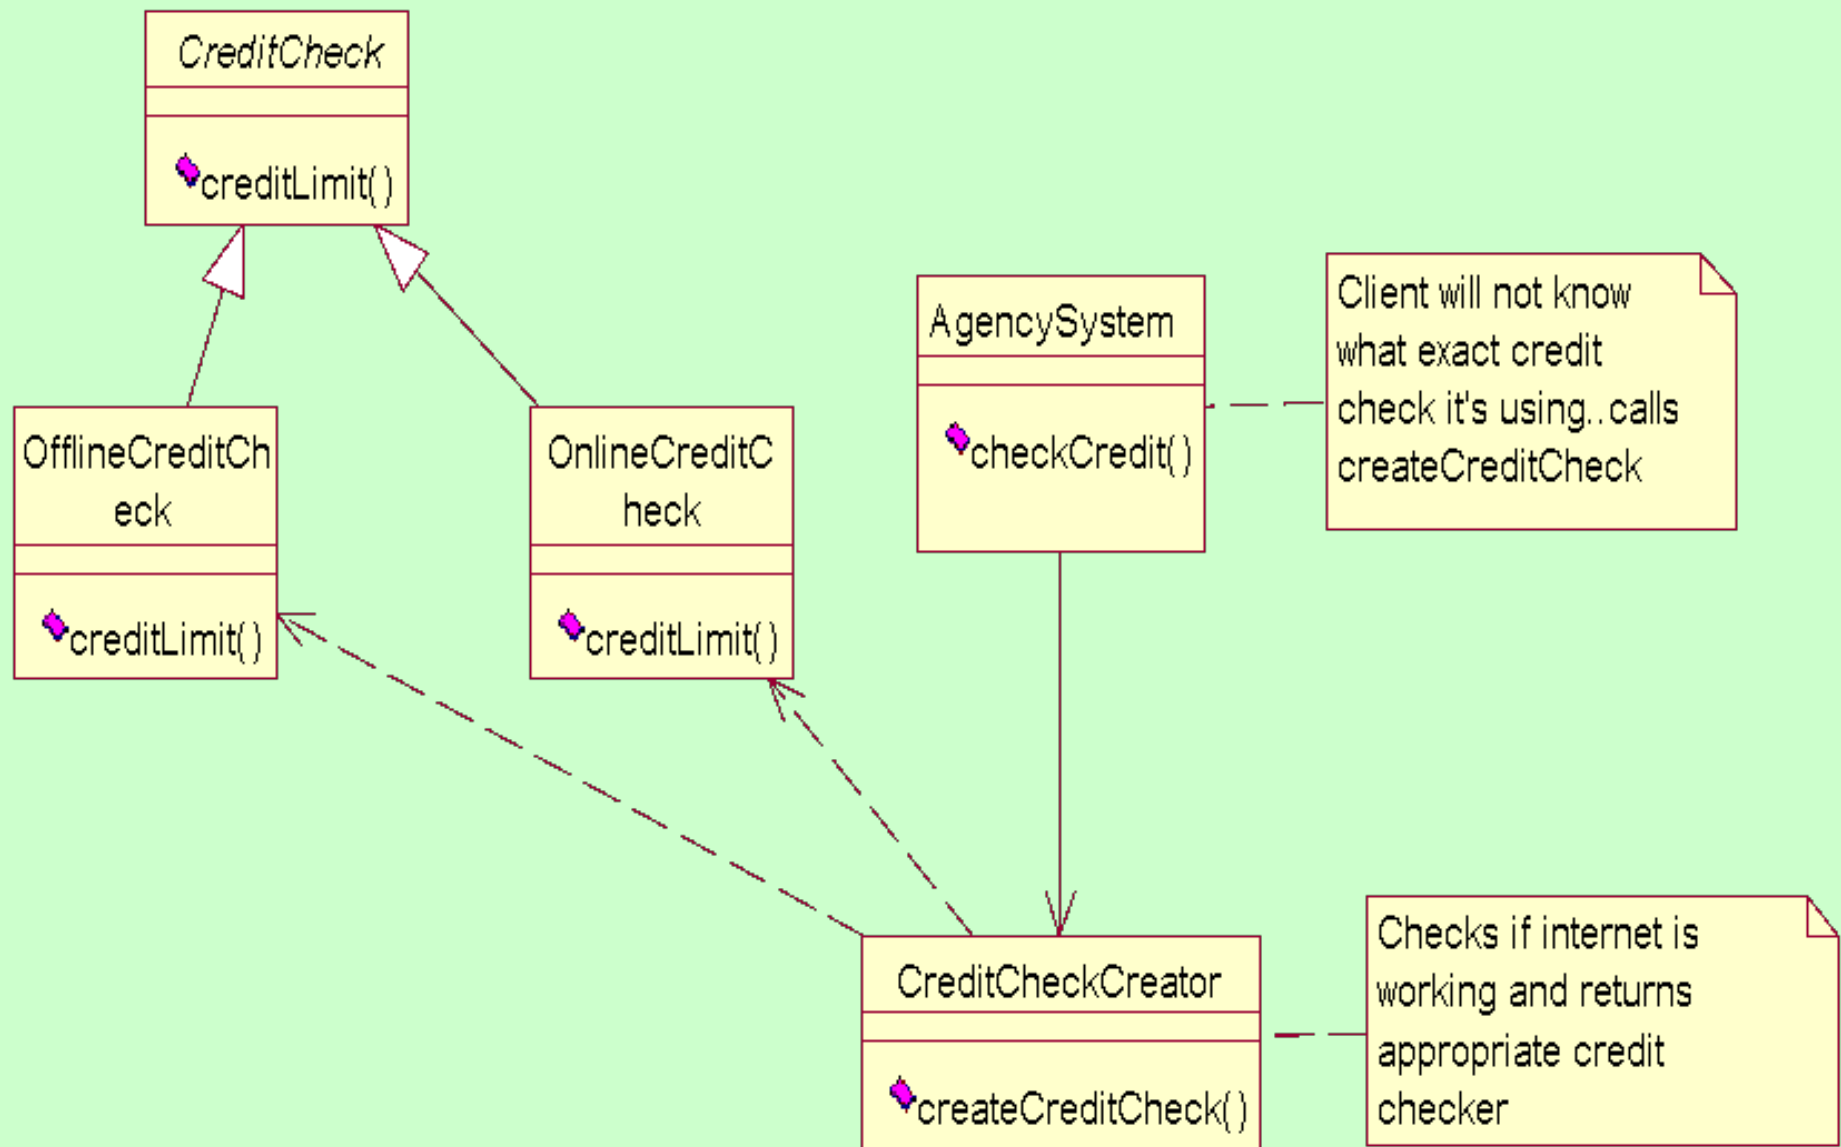 CreditCheck
creditLimit()
OfflineCreditCh
eck
creditLimit()
OnlineCreditC
heck
creditLimit()
AgencySystem
checkCredit()
Client will not know
what exact credit
check it's using..calls
createCreditCheck
CreditCheckCreator
createCreditCheck()
Checks if internet is
working and returns
appropriate credit
checker